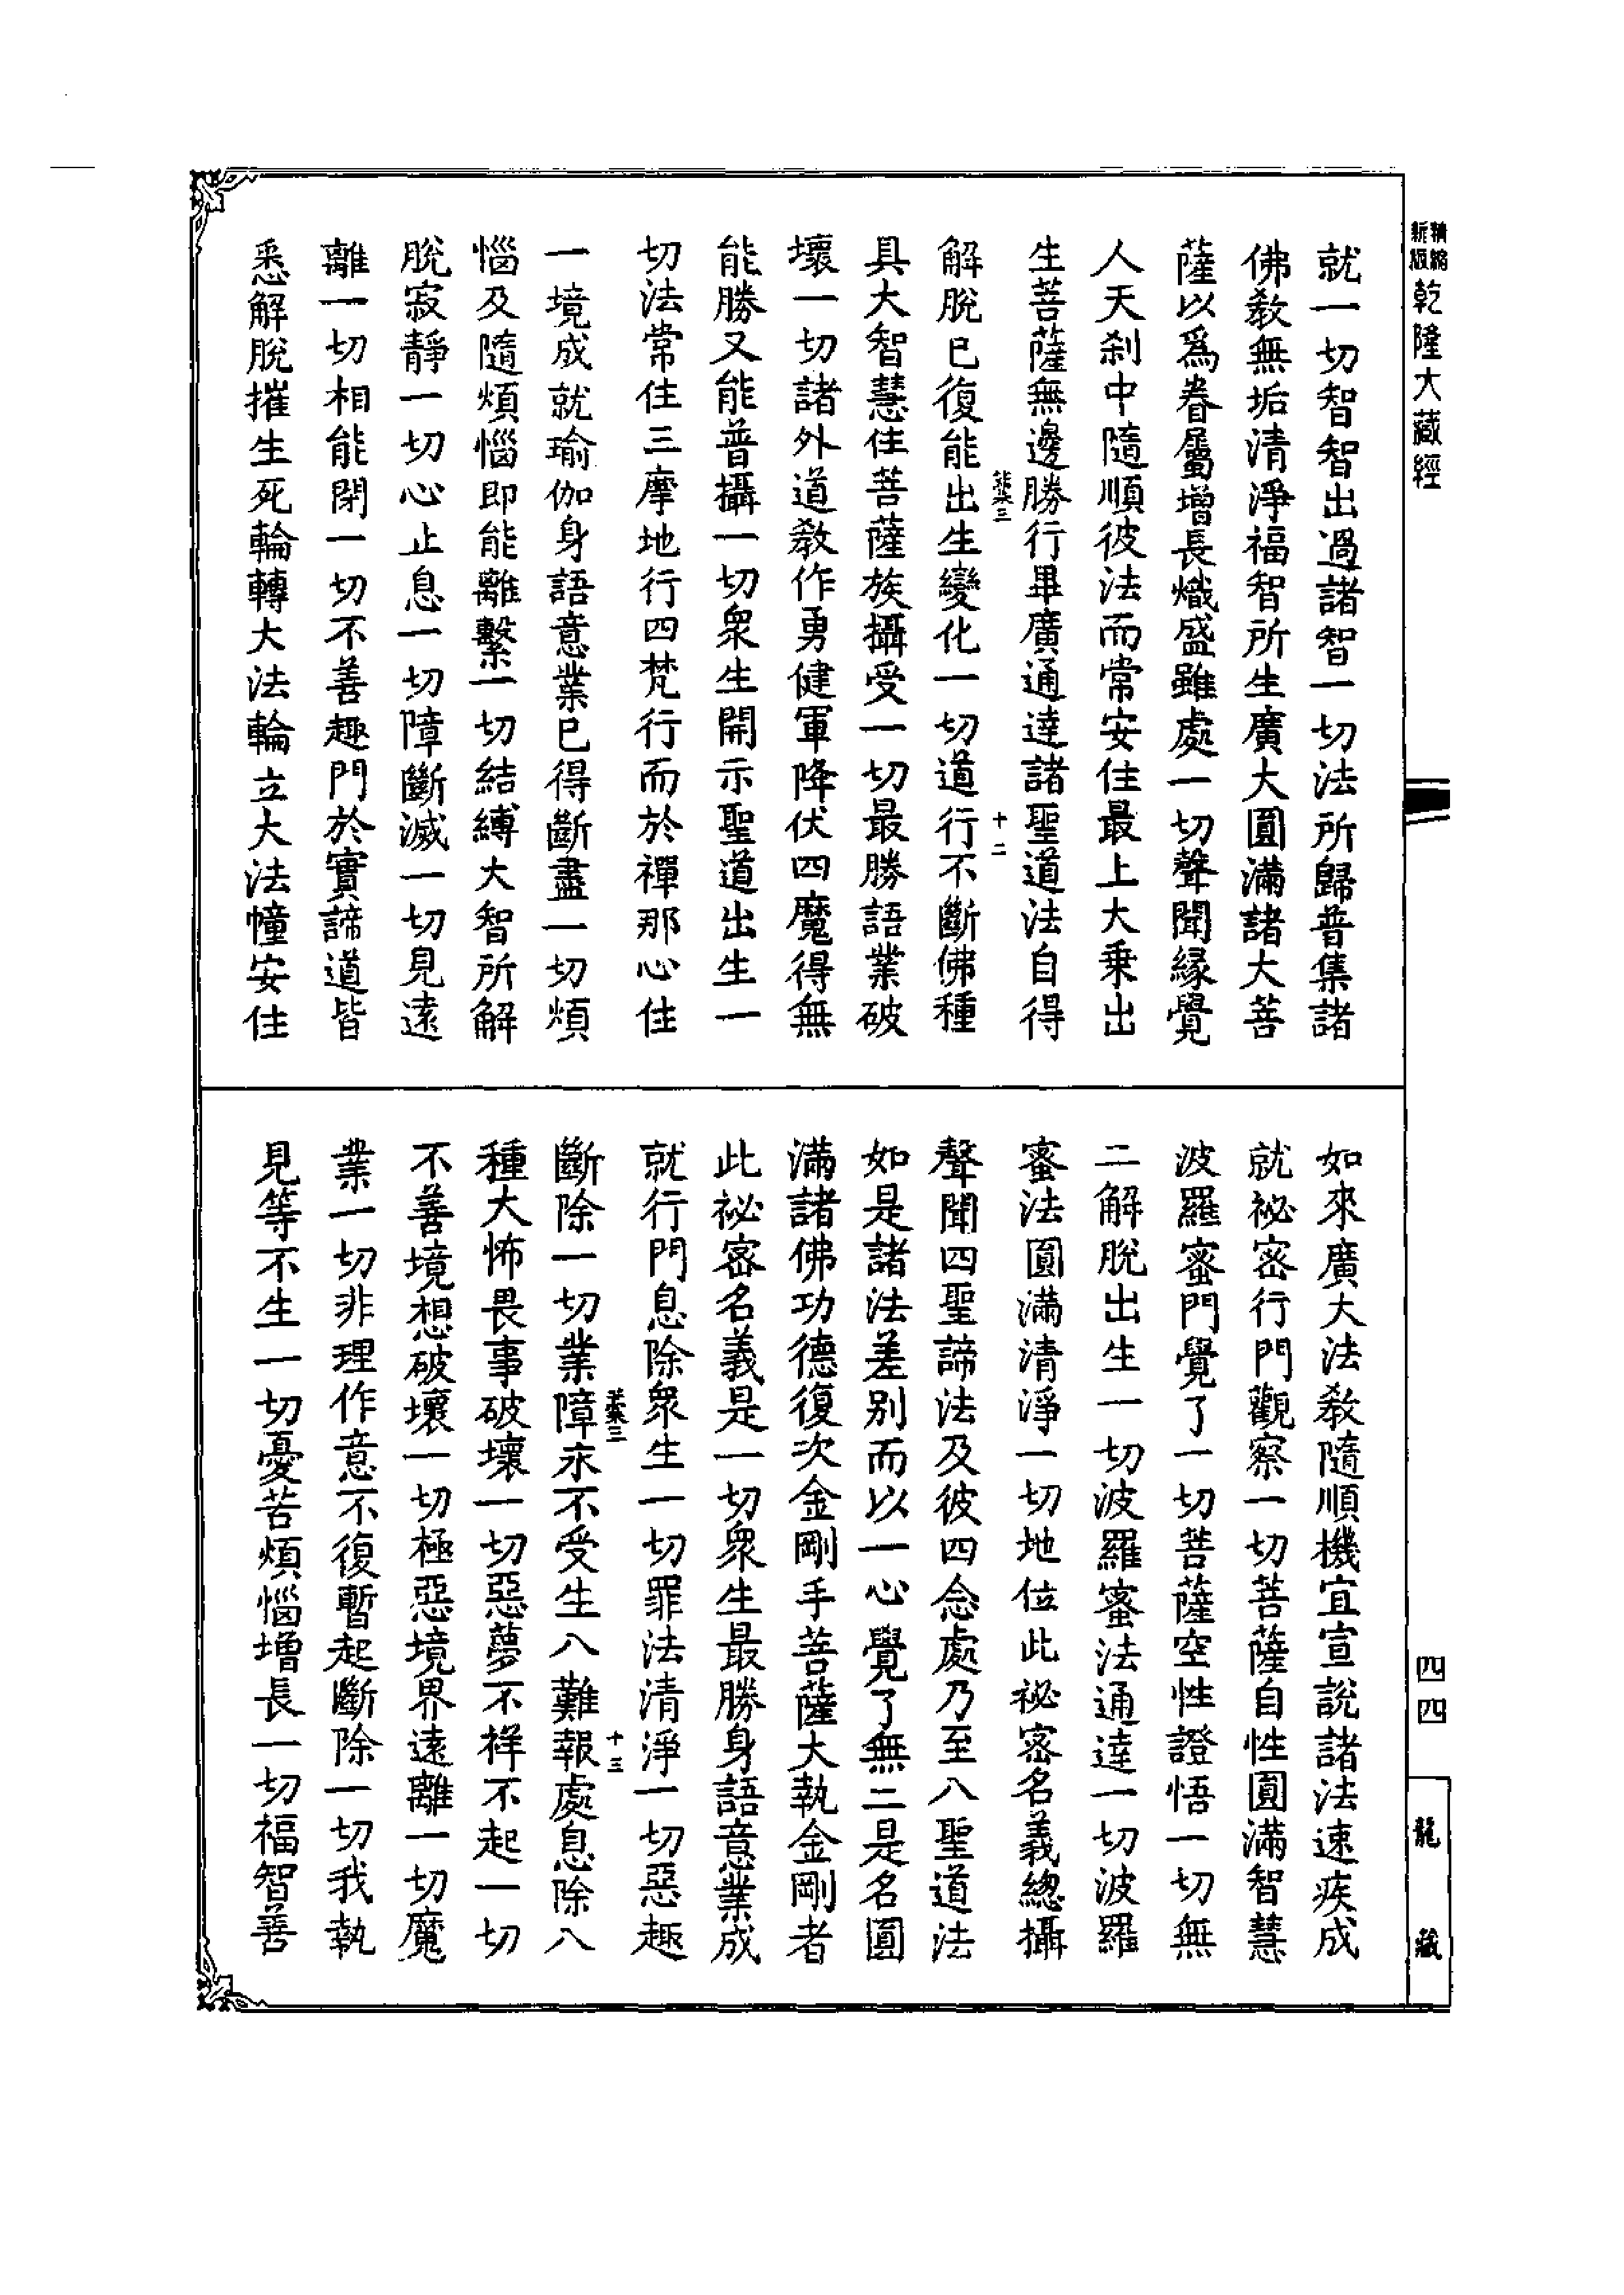 新版
精縮
乾隆大藏經
四四
龍藏
就一切智智出過諸智一切法所歸普集諸
佛教無垢清淨福智所生廣大圓滿諸大菩
薩以爲眷屬增長熾盛雖處一切聲聞緣覺
人天刹中隨順彼法而常安住最上大乗出
生菩薩無邊勝行畢廣通達諸聖道法自得
十二
解脫已復能出生變化一切道行不斷佛種
具大智慧住菩薩族攝受一切最勝語業破
壞一切諸外道教作勇健軍降伏四魔得無
能勝又能普攝一切衆生開示聖道出生一
切法常住三摩地行四梵行而於禪那心住
一境成就瑜伽身語意業已得斷盡一切煩
惱及隨煩惱即能離繫一切結縛大智所解
脫寂靜一切心止息一切障斷滅一切見遠
離一切相能閉一切不善趣門於實諦道皆
悉解脫摧生死輪轉大法輪立大法幢安住
如來廣大法教隨順機宜宣說諸法速疾成
就祕密行門觀察一切菩薩自性圓滿智慧
波羅蜜門覺了一切菩薩空性證悟一切無
二解脫出生一切波羅蜜法通達一切波羅
蜜法圓滿清淨一切地位此祕密名義總攝
聲聞四聖諦法及彼四念處乃至八聖道法
如是諸法差別而以一心覺了無二是名圓
滿諸佛功德復次金剛手菩薩大執金剛者
此祕密名義是一切衆生最勝身語意業成
就行門息除衆生一切罪法清淨一切惡趣
十三
斷除一切業障永不受生八難報處息除八
種大怖畏事破壞一切惡夢不祥不起一切
不善境想破壞一切極惡境界遠離一切魔
業一切非理作意不復暫起斷除一切我執
見等不生一切憂苦煩惱增長一切福智善